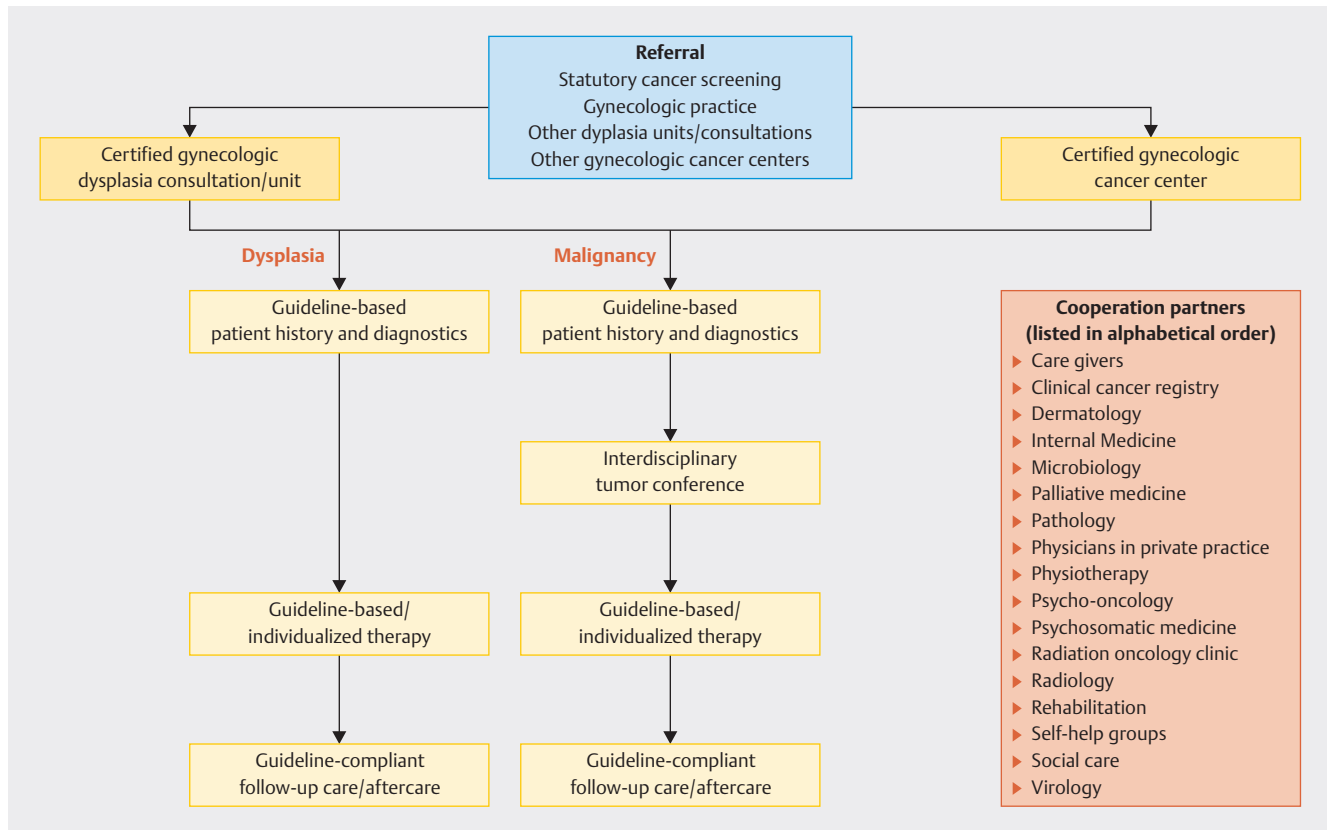 Referral
Statutory cancer screening
Gynecologic practice
Other dyplasia units/consultations
Other gynecologic cancer centers
Certified gynecologic
dysplasia consultation/unit
Certified gynecologic
cancer center
Dysplasia
Malignancy
Guideline-based
patient history and diagnostics
Guideline-based
patient history and diagnostics
Interdisciplinary
tumor conference
Guideline-based/
individualized therapy
Guideline-based/
individualized therapy
Guideline-compliant
follow-up care/aftercare
Guideline-compliant
follow-up care/aftercare
Cooperation partners
(listed in alphabetical order)
Care givers
Clinical cancer registry
Dermatology
Internal Medicine
Microbiology
Palliative medicine
Pathology
Physicians in private practice
Physiotherapy
Psycho-oncology
Psychosomatic medicine
Radiation oncology clinic
Radiology
Rehabilitation
Self-help groups
Social care
Virology